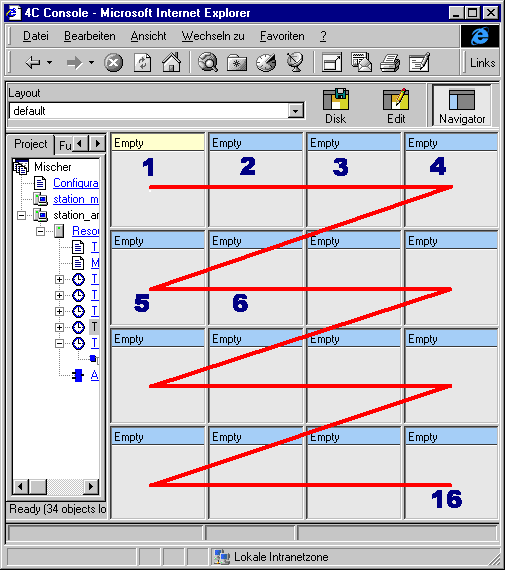 4C Console - Microsoft Internet Explorer
Datei Bearbeiten Ansicht Wechseln zu Favoriten ?
Links
Layout
default
Disk Edit Navigator
Project Fu
Empty Empty Empty Empty
1 2 3 4
Mischer
Configura
station_m
station_ar
Resou
T
M
T
T
T
T
T
A
Empty Empty Empty Empty
5 6
Empty Empty Empty Empty
Empty Empty Empty Empty
16
Ready (34 objects lo
Lokale Intranetzone